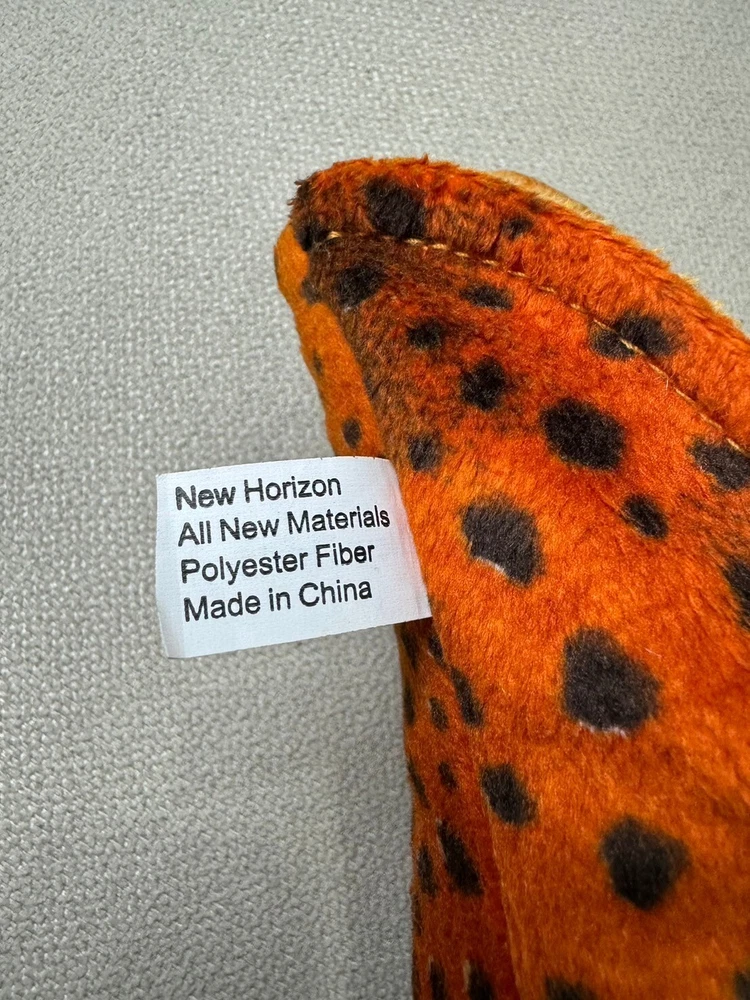 New Horizon
All New Materials
Polyester Fiber
Made in China